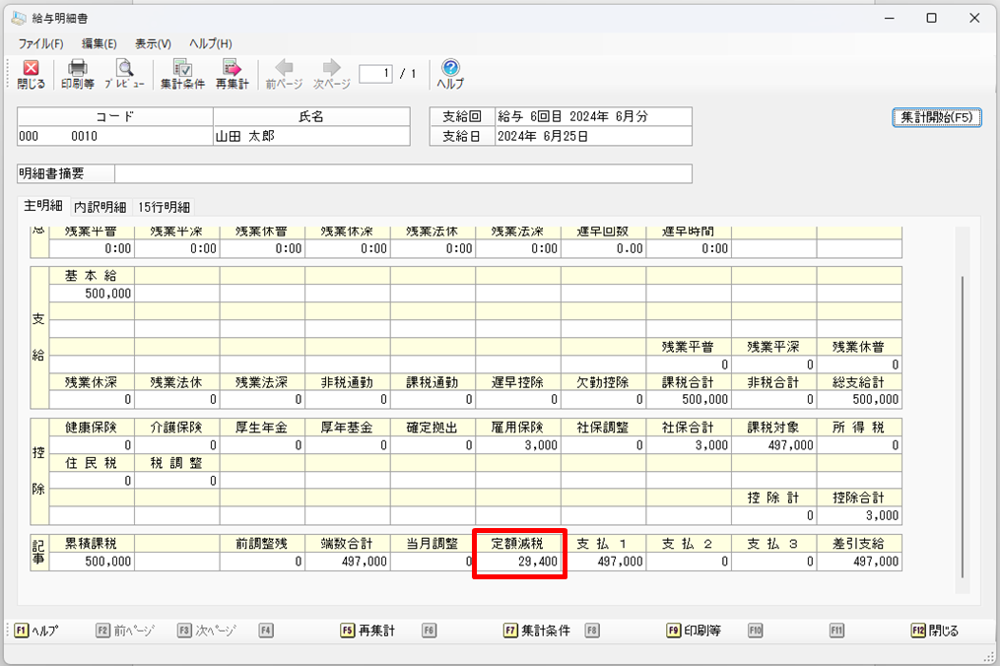 給与明細書
ファイル(F) 編集(E) 表示(V) ヘルプ(H)
閉じる 印刷等 プレビュー 集計条件 再集計 前ページ 次ページ 1 / 1 ヘルプ
コード 氏名
000 0010 山田 太郎
支給回 給与 6回目 2024年 6月分
支給日 2024年 6月25日
集計開始(F5)
明細書摘要
主明細 内訳明細 15行明細
残業平普 残業平深 残業休普 残業休深 残業法休 残業法深 遅早回数 遅早時間
0:00 0:00 0:00 0:00 0:00 0:00 0.00 0:00
支給
基本給
500,000
残業平普 残業平深 残業休普
0 0 0
残業休深 残業法休 残業法深 非税通勤 課税通勤 遅早控除 欠勤控除 課税合計 非税合計 総支給計
0 0 0 0 0 0 0 500,000 0 500,000
控除
健康保険 介護保険 厚生年金 厚年基金 確定拠出 雇用保険 社保調整 社保合計 課税対象 所得税
0 0 0 0 0 3,000 0 3,000 497,000 0
住民税 税調整
0 0
控除計 控除合計
0 3,000
記事
累積課税 前調整残 端数合計 当月調整 定額減税 支払1 支払2 支払3 差引支給
500,000 0 497,000 0 29,400 497,000 0 0 497,000
F1 ヘルプ F2 前ページ F3 次ページ F4 F5 再集計 F6 F7 集計条件 F8 F9 印刷等 F10 F11 F12 閉じる